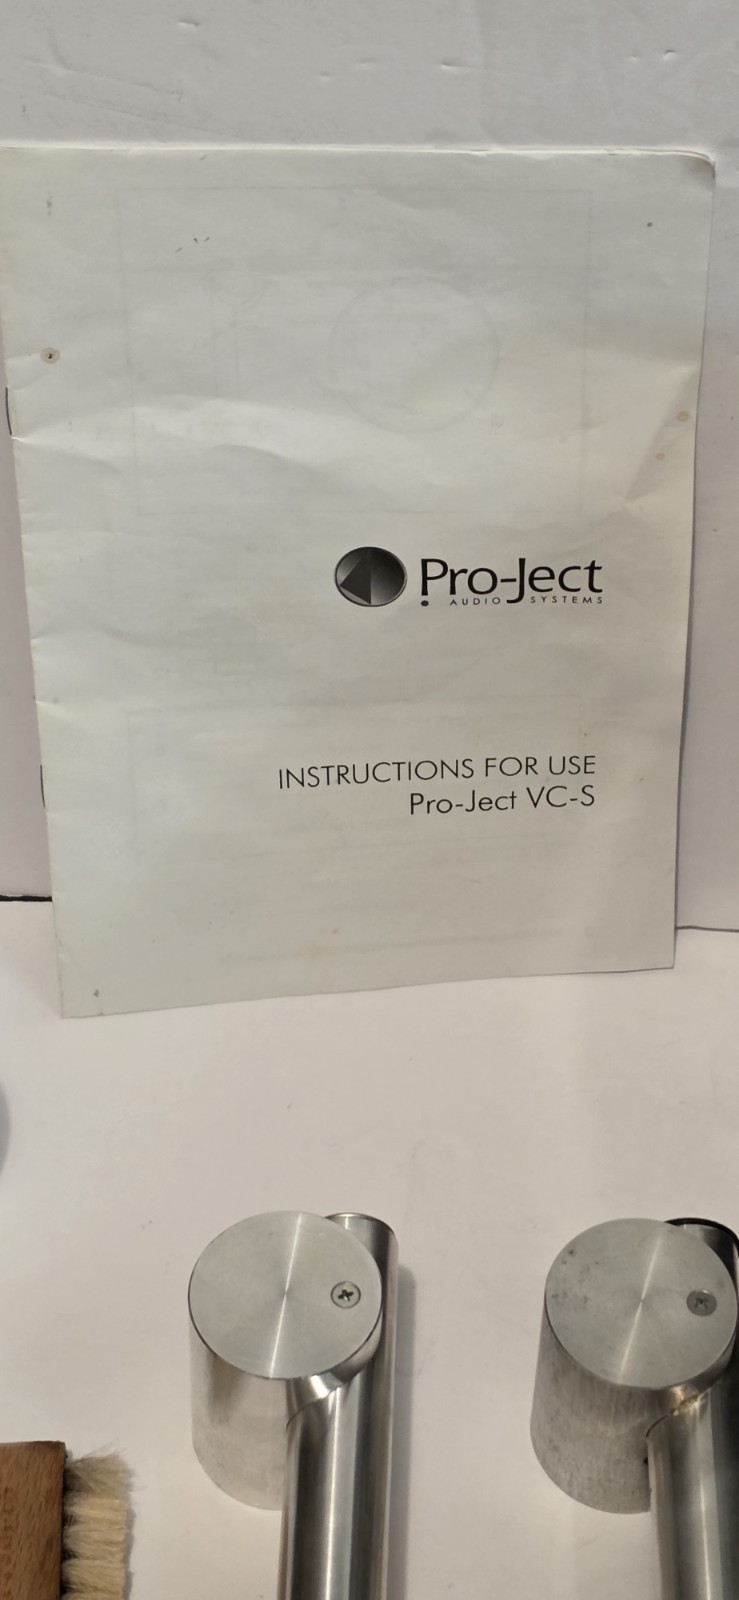 Pro-Ject
AUDIO SYSTEMS
INSTRUCTIONS FOR USE
Pro-Ject VC-S